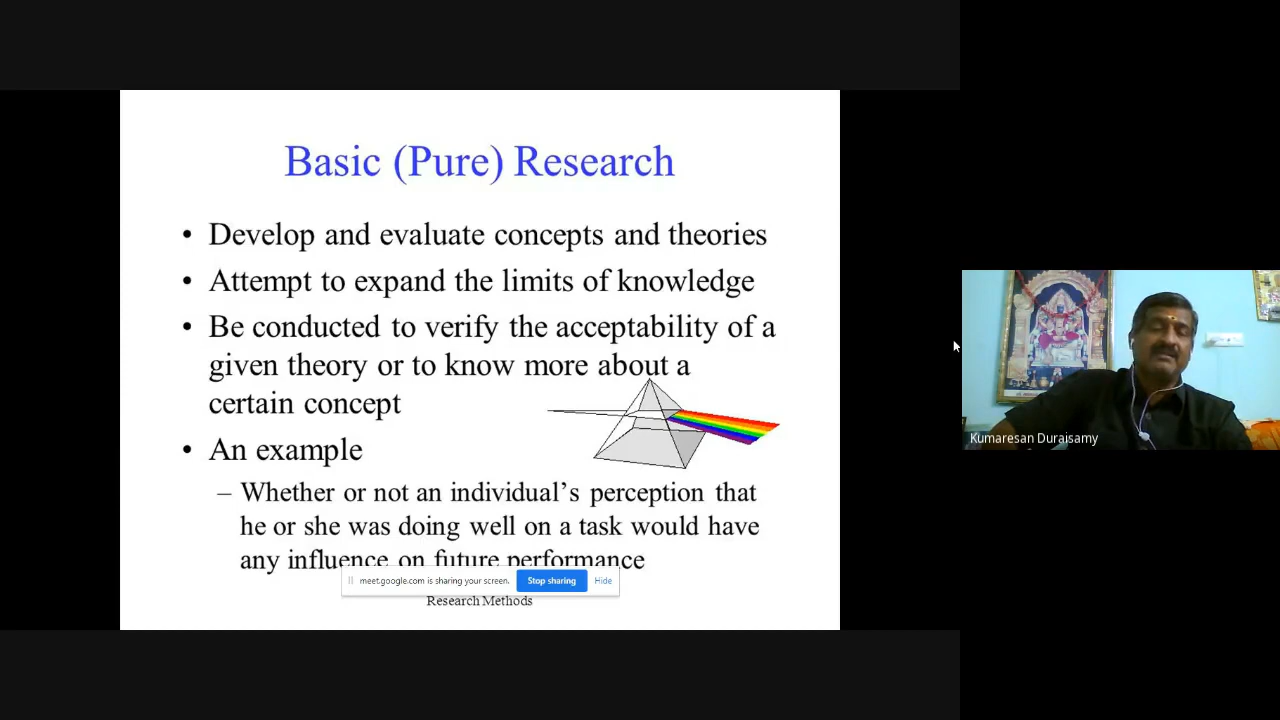 Basic (Pure) Research
• Develop and evaluate concepts and theories
• Attempt to expand the limits of knowledge
• Be conducted to verify the acceptability of a
given theory or to know more about a
certain concept
• An example
– Whether or not an individual’s perception that
he or she was doing well on a task would have
any influence on future performance
meet.google.com is sharing your screen. Stop sharing Hide
Research Methods
Kumaresan Duraisamy